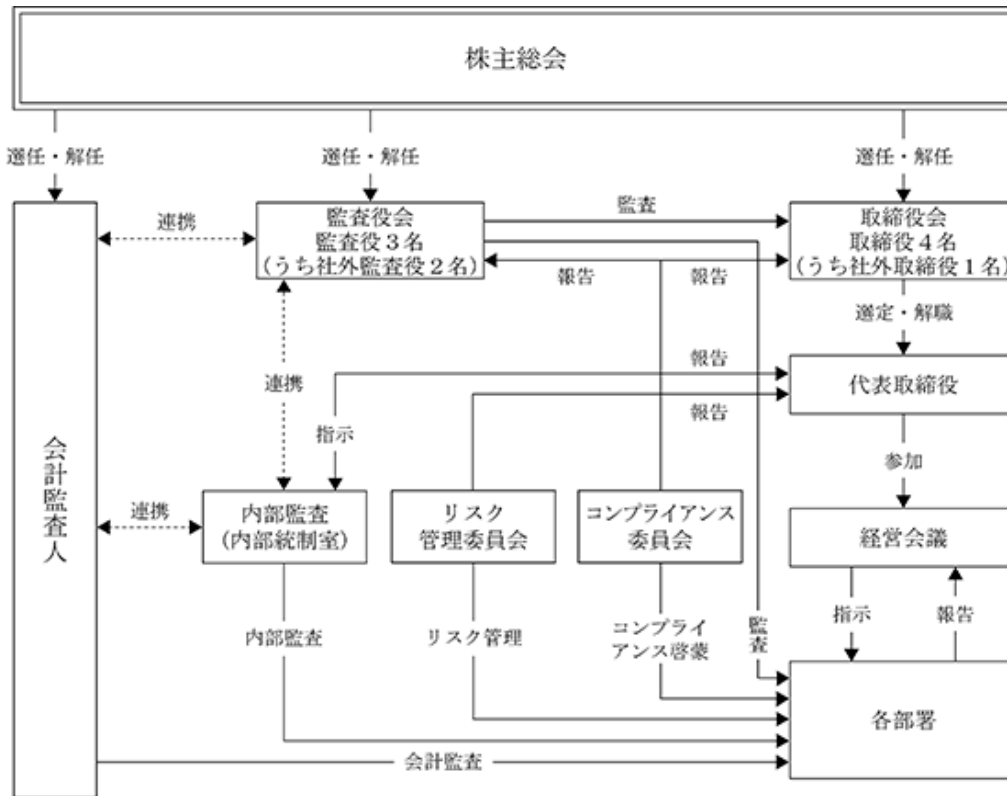 株主総会
選任・解任
選任・解任
選任・解任
連携
監査役会
監査役3名
(うち社外監査役2名)
監査
取締役会
取締役4名
(うち社外取締役1名)
報告
報告
選定・解職
連携
報告
代表取締役
報告
指示
参加
会計監査人
連携
内部監査
(内部統制室)
リスク
管理委員会
コンプライアンス
委員会
経営会議
指示
報告
内部監査
リスク管理
コンプライ
アンス啓蒙
監査
各部署
会計監査